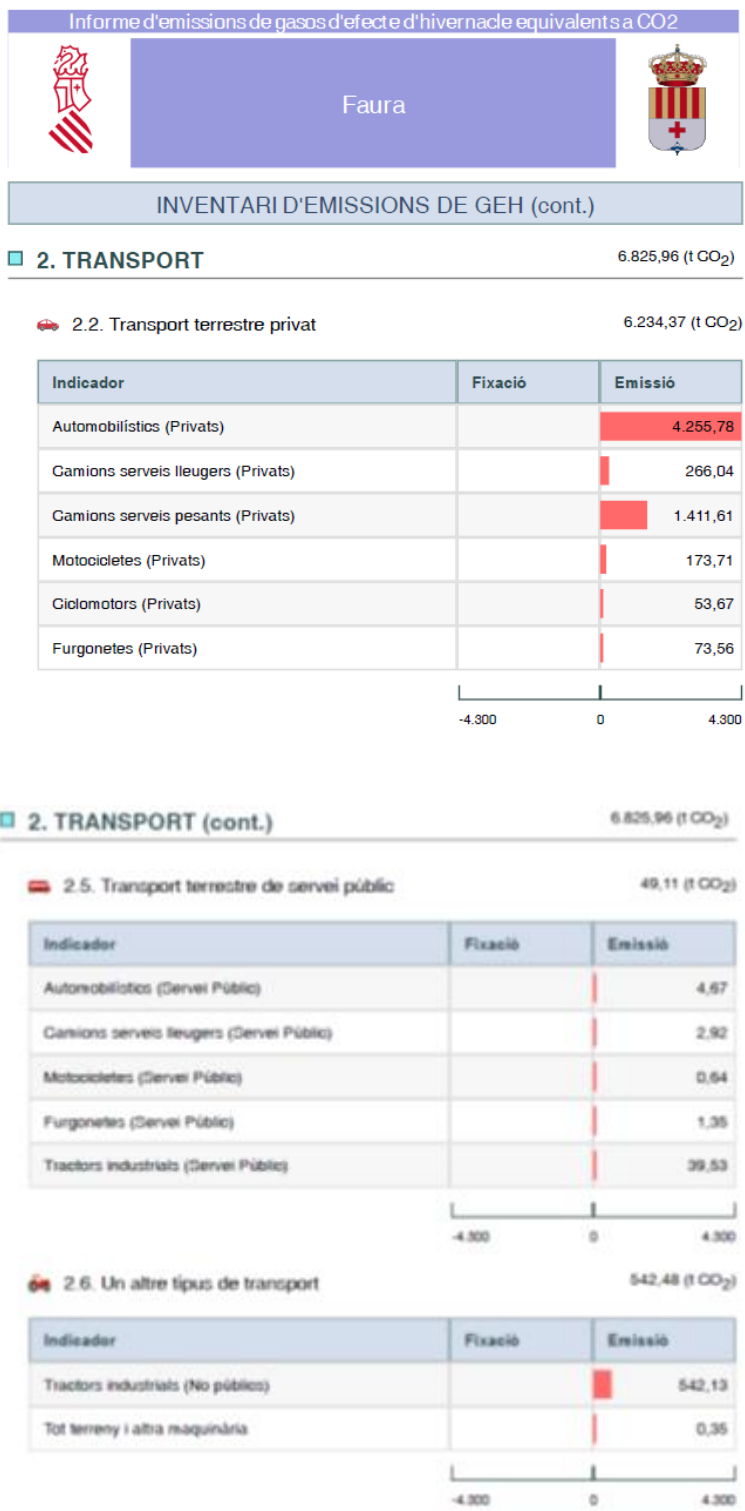 Informe d'emissions de gasos d'efecte d'hivernacle equivalents a CO2
Faura
INVENTARI D'EMISSIONS DE GEH (cont.)
2. TRANSPORT 6.825,96 (t CO2)
2.2. Transport terrestre privat 6.234,37 (t CO2)
Indicador Fixació Emissió
Automobilístics (Privats) 4.255,78
Camions serveis lleugers (Privats) 266,04
Camions serveis pesants (Privats) 1.411,61
Motocicletes (Privats) 173,71
Ciclomotors (Privats) 53,67
Furgonetes (Privats) 73,56
-4.300 0 4.300
2. TRANSPORT (cont.) 6.825,96 (t CO2)
2.5. Transport terrestre de servei públic 49,11 (t CO2)
Indicador Fixació Emissió
Automobilístics (Servei Públic) 4,67
Camions serveis lleugers (Servei Públic) 2,92
Motocicletes (Servei Públic) 0,64
Furgonetes (Servei Públic) 1,35
Tractors industrials (Servei Públic) 39,53
-4.300 0 4.300
2.6. Un altre tipus de transport 542,48 (t CO2)
Indicador Fixació Emissió
Tractors industrials (No públics) 542,13
Tot terreny i altra maquinària 0,35
-4.300 0 4.300